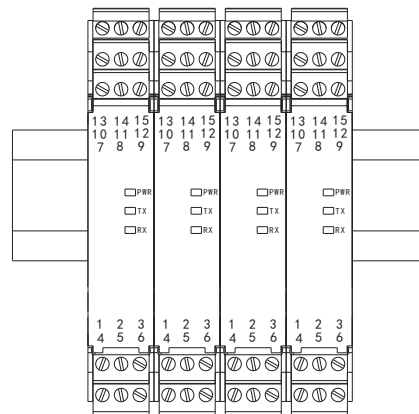 13 14 15 13 14 15 13 14 15 13 14 15
10 11 12 10 11 12 10 11 12 10 11 12
7 8 9 7 8 9 7 8 9 7 8 9
PWR PWR PWR PWR
TX TX TX TX
RX RX RX RX
1 2 3 1 2 3 1 2 3 1 2 3
4 5 6 4 5 6 4 5 6 4 5 6